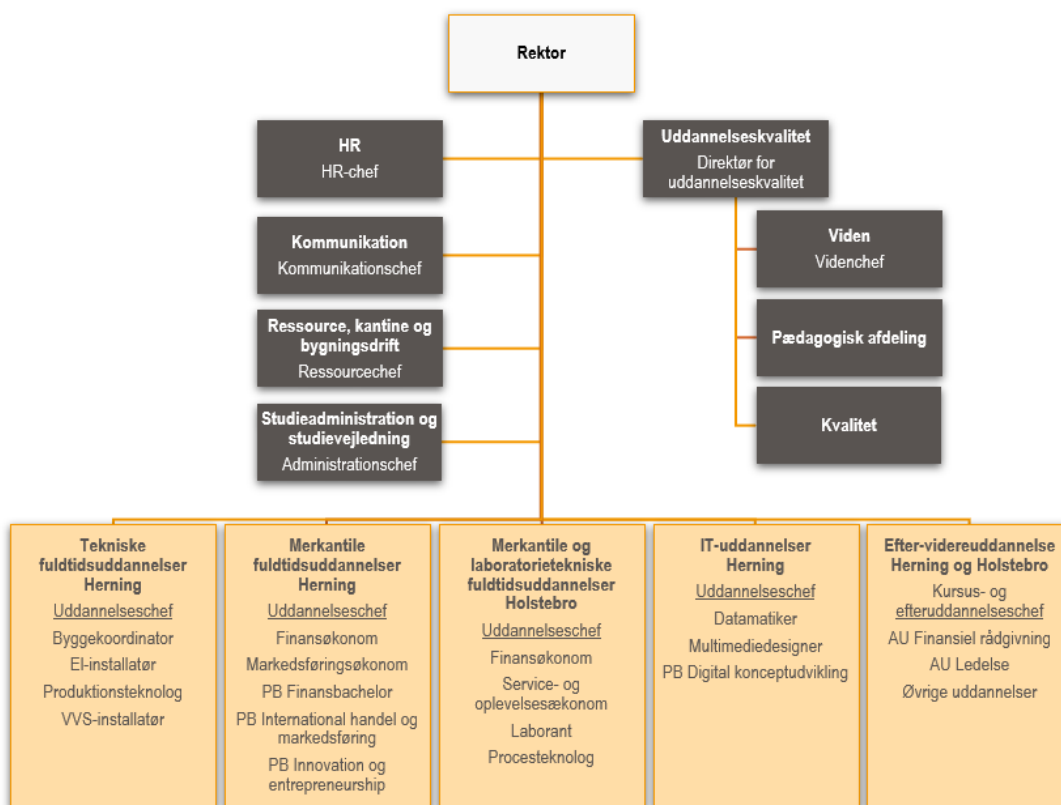 Rektor
HR
HR-chef
Uddannelseskvalitet
Direktør for
uddannelseskvalitet
Kommunikation
Kommunikationschef
Viden
Videnchef
Ressource, kantine og
bygningsdrift
Ressourcechef
Pædagogisk afdeling
Studieadministration og
studievejledning
Administrationschef
Kvalitet
Tekniske
fuldtidsuddannelser
Herning
Uddannelseschef
Byggekoordinator
El-installatør
Produktionsteknolog
VVS-installatør
Merkantile
fuldtidsuddannelser
Herning
Uddannelseschef
Finansøkonom
Markedsføringsøkonom
PB Finansbachelor
PB International handel og
markedsføring
PB Innovation og
entrepreneurship
Merkantile og
laboratorietekniske
fuldtidsuddannelser
Holstebro
Uddannelseschef
Finansøkonom
Service- og
oplevelsesækonom
Laborant
Procesteknolog
IT-uddannelser
Herning
Uddannelseschef
Datamatiker
Multimediedesigner
PB Digital konceptudvikling
Efter-videreuddannelse
Herning og Holstebro
Kursus- og
efteruddannelseschef
AU Finansiel rådgivning
AU Ledelse
Øvrige uddannelser